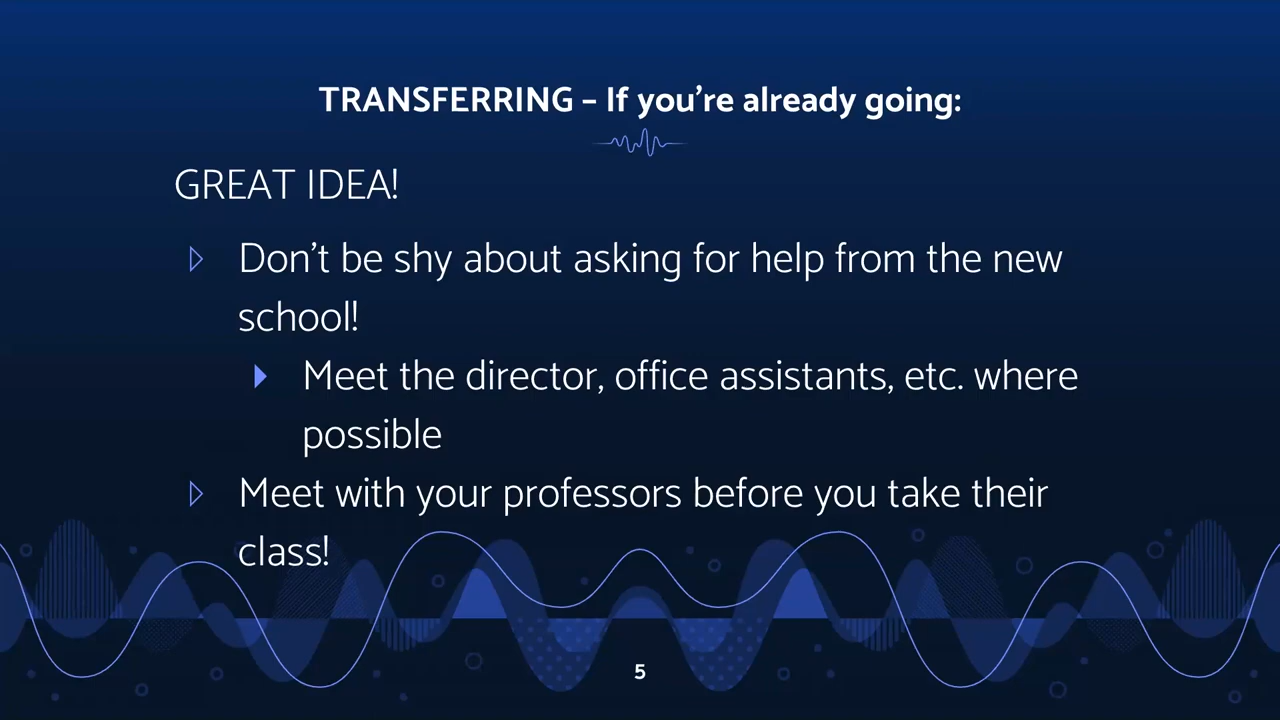 TRANSFERRING – If you’re already going:
GREAT IDEA!
Don’t be shy about asking for help from the new
school!
Meet the director, office assistants, etc. where
possible
Meet with your professors before you take their
class!
5